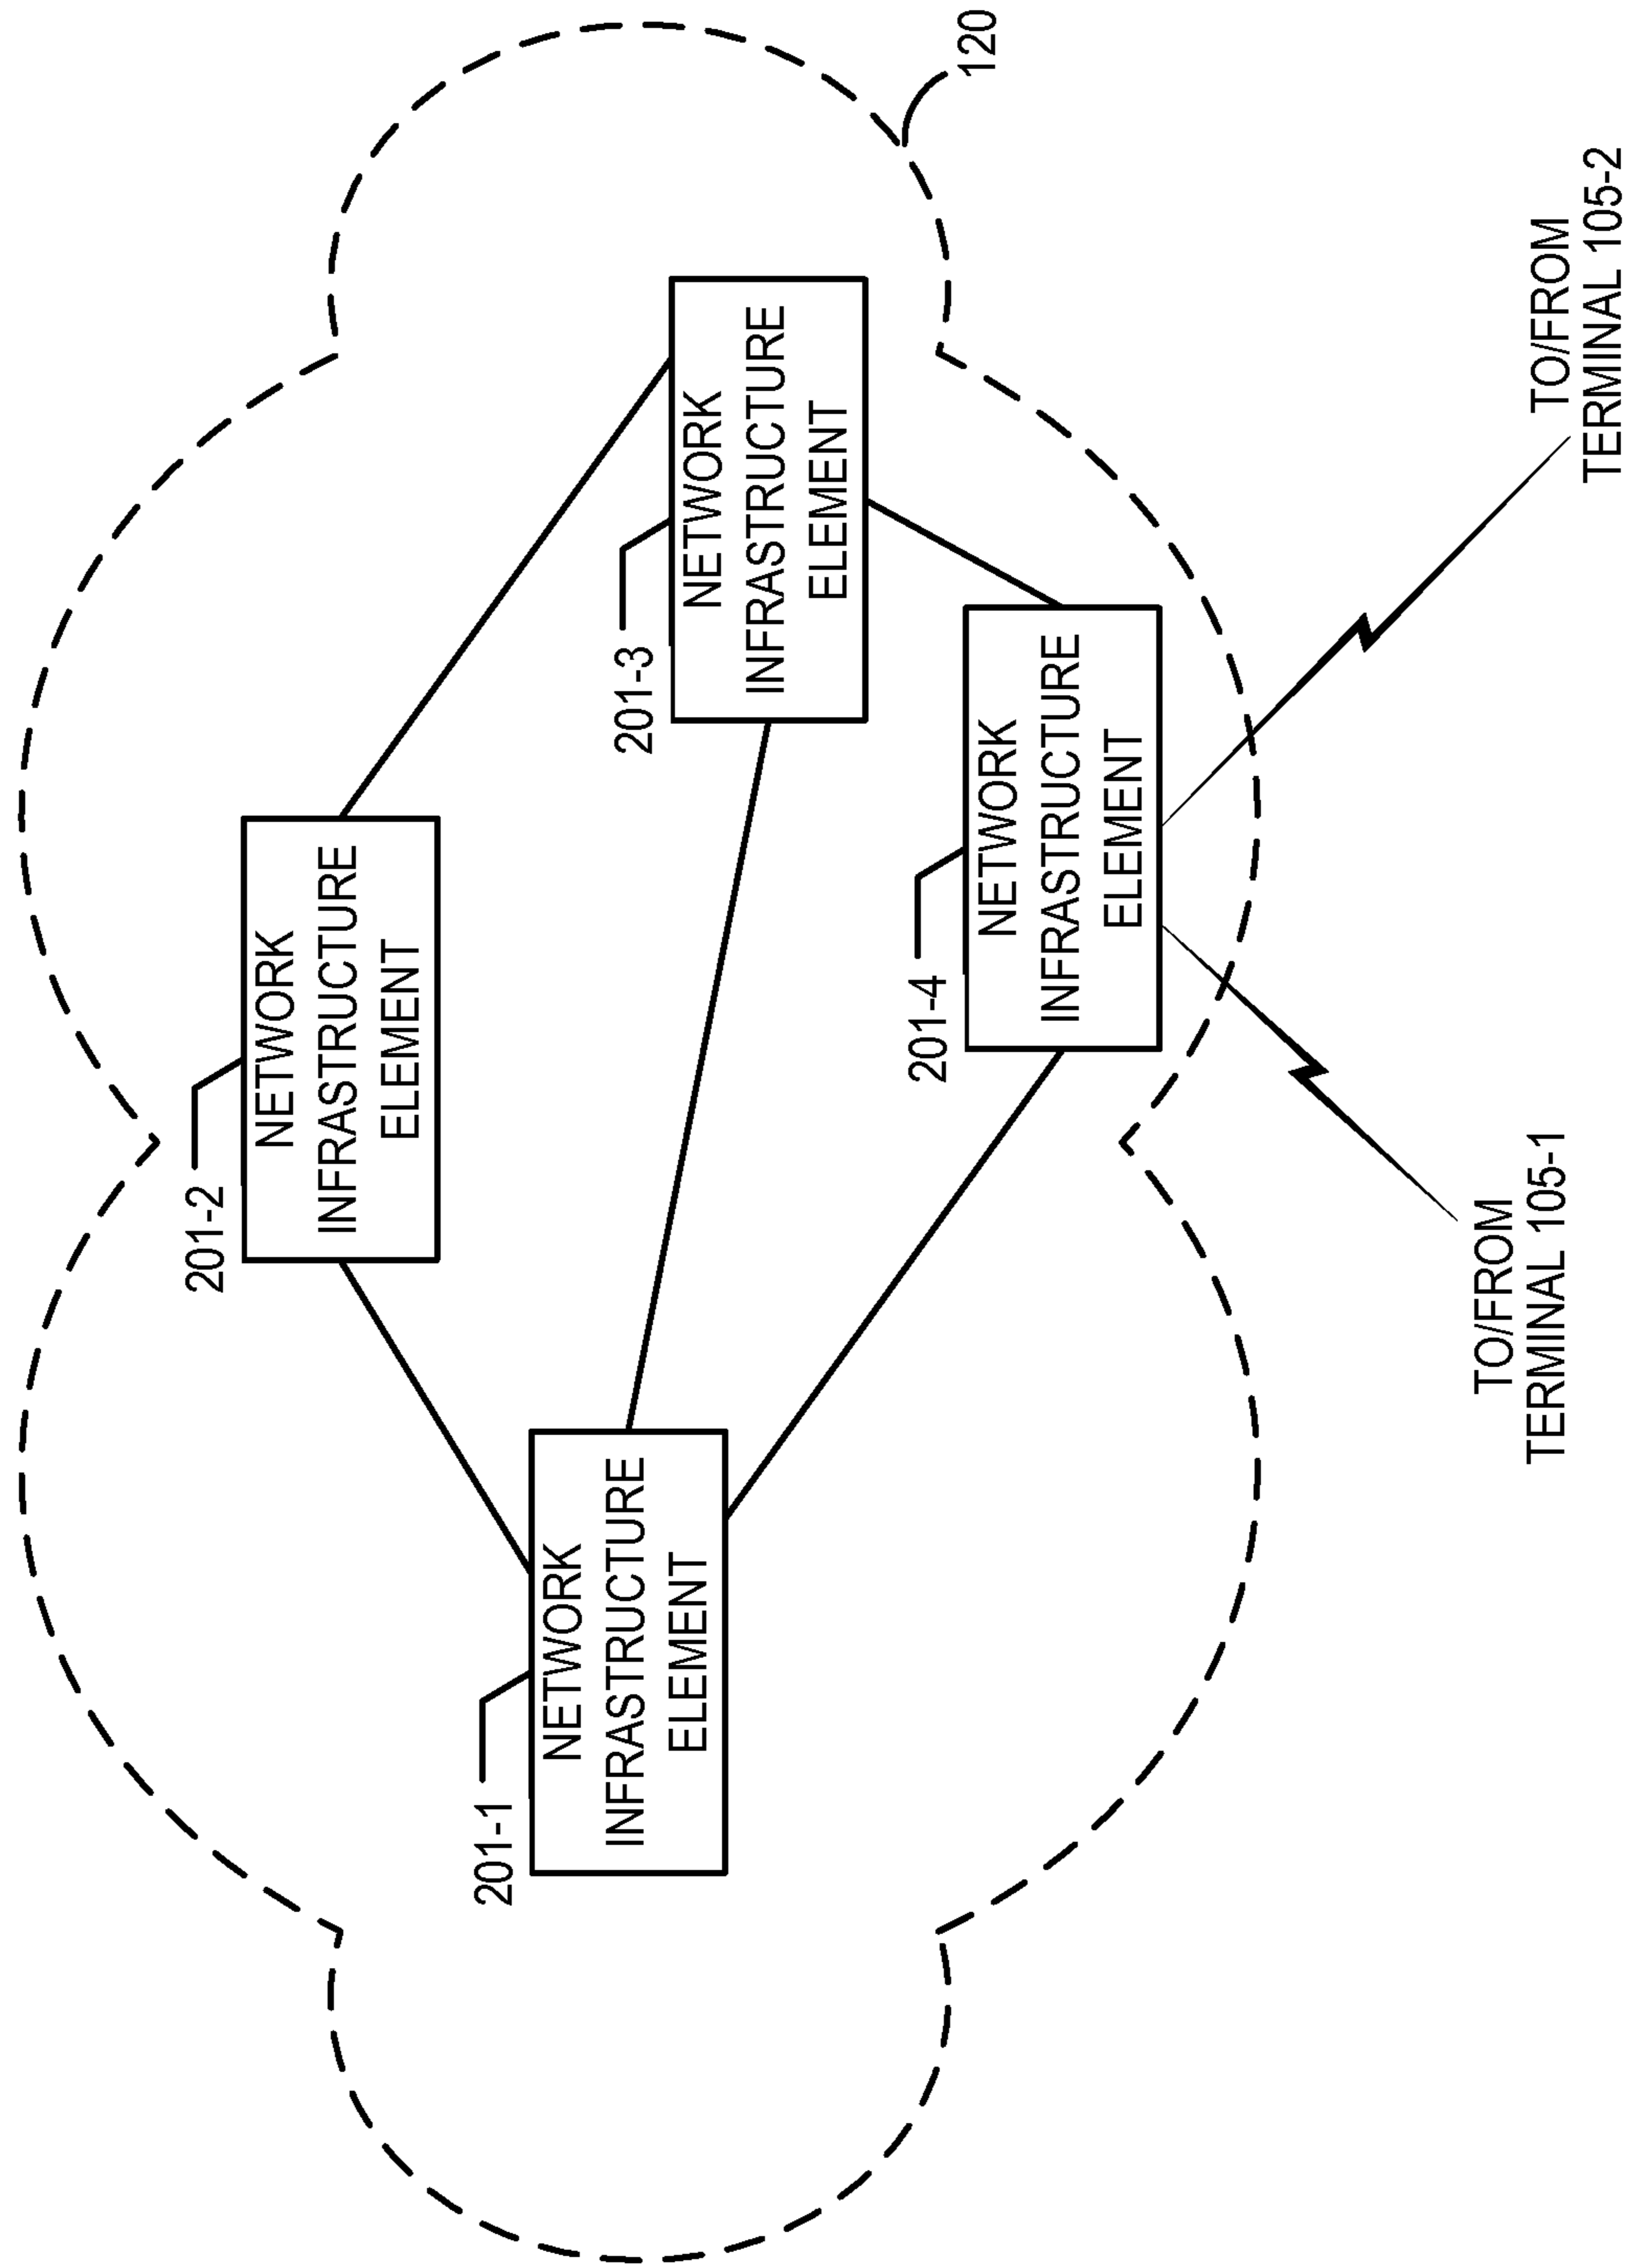 120
201-2
NETWORK
INFRASTRUCTURE
ELEMENT
201-1
NETWORK
INFRASTRUCTURE
ELEMENT
201-3
NETWORK
INFRASTRUCTURE
ELEMENT
201-4
NETWORK
INFRASTRUCTURE
ELEMENT
TO/FROM
TERMINAL 105-1
TO/FROM
TERMINAL 105-2